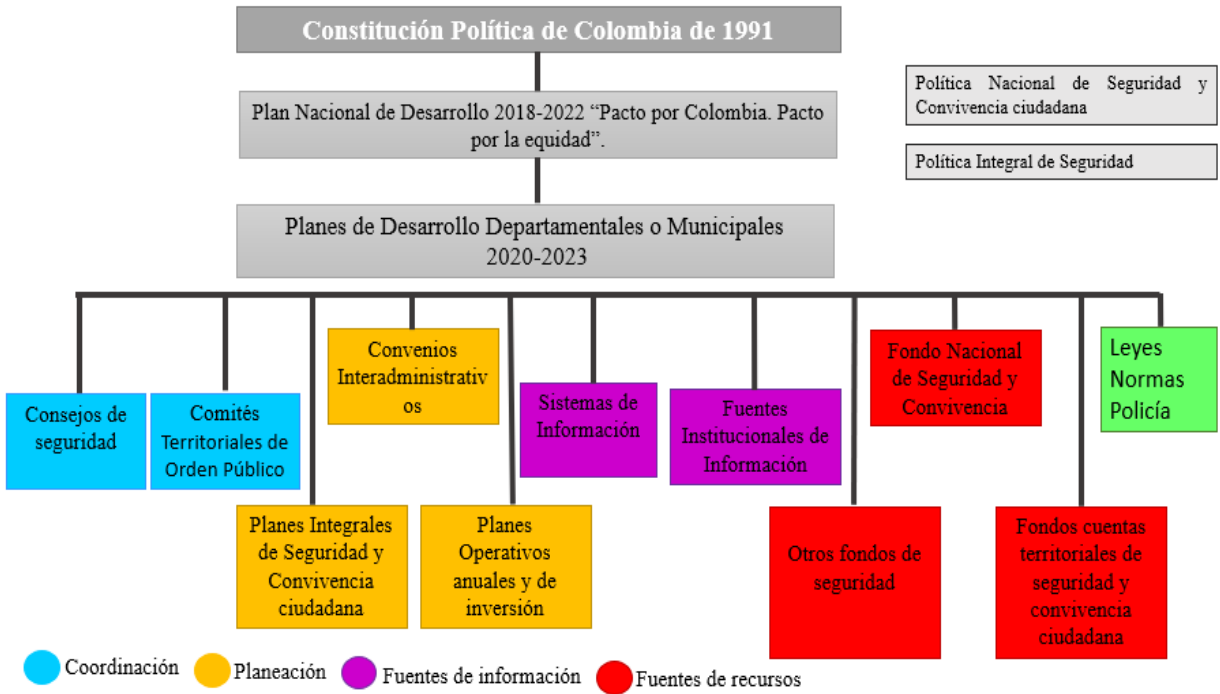 Constitución Política de Colombia de 1991
Plan Nacional de Desarrollo 2018-2022 “Pacto por Colombia. Pacto
por la equidad”.
Política Nacional de Seguridad y
Convivencia ciudadana
Política Integral de Seguridad
Planes de Desarrollo Departamentales o Municipales
2020-2023
Consejos de
seguridad
Comités
Territoriales de
Orden Público
Planes Integrales
de Seguridad y
Convivencia
ciudadana
Convenios
Interadministrativ
os
Planes
Operativos
anuales y de
inversión
Sistemas de
Información
Fuentes
Institucionales de
Información
Otros fondos de
seguridad
Fondo Nacional
de Seguridad y
Convivencia
Fondos cuentas
territoriales de
seguridad y
convivencia
ciudadana
Leyes
Normas
Policía
Coordinación
Planeación
Fuentes de información
Fuentes de recursos